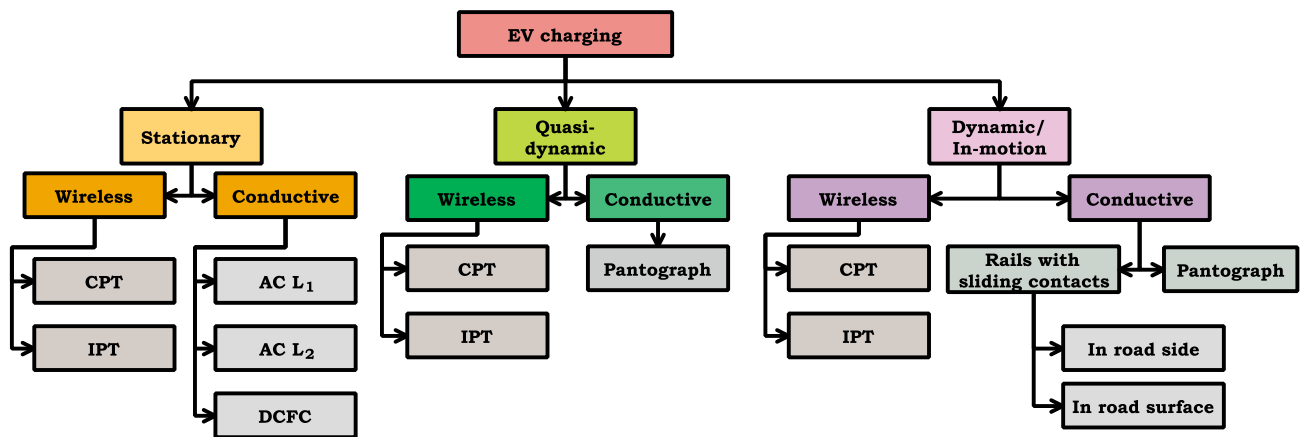 EV charging
Stationary
Quasi-
dynamic
Dynamic/
In-motion
Wireless
Conductive
Wireless
Conductive
Wireless
Conductive
CPT
IPT
AC L₁
AC L₂
DCFC
CPT
IPT
Pantograph
CPT
IPT
Rails with
sliding contacts
Pantograph
In road side
In road surface